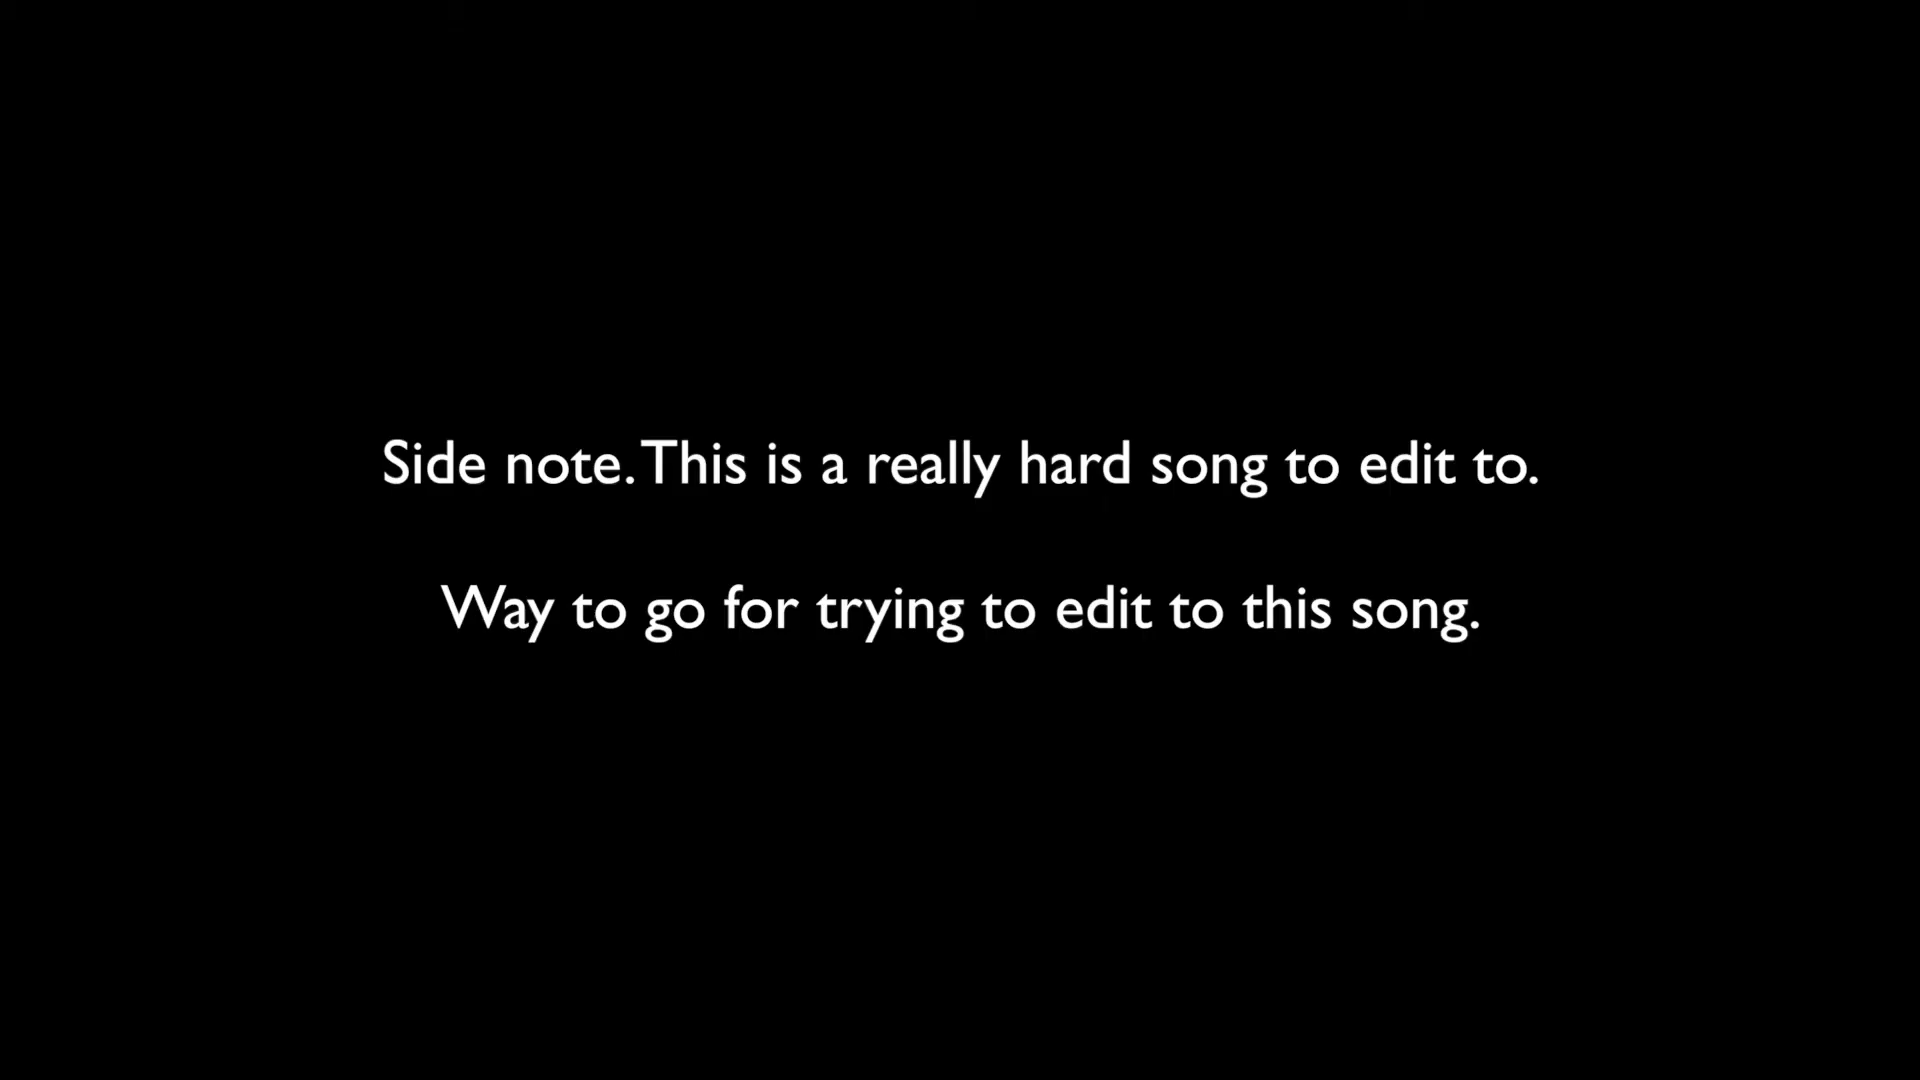 Side note. This is a really hard song to edit to.
Way to go for trying to edit to this song.